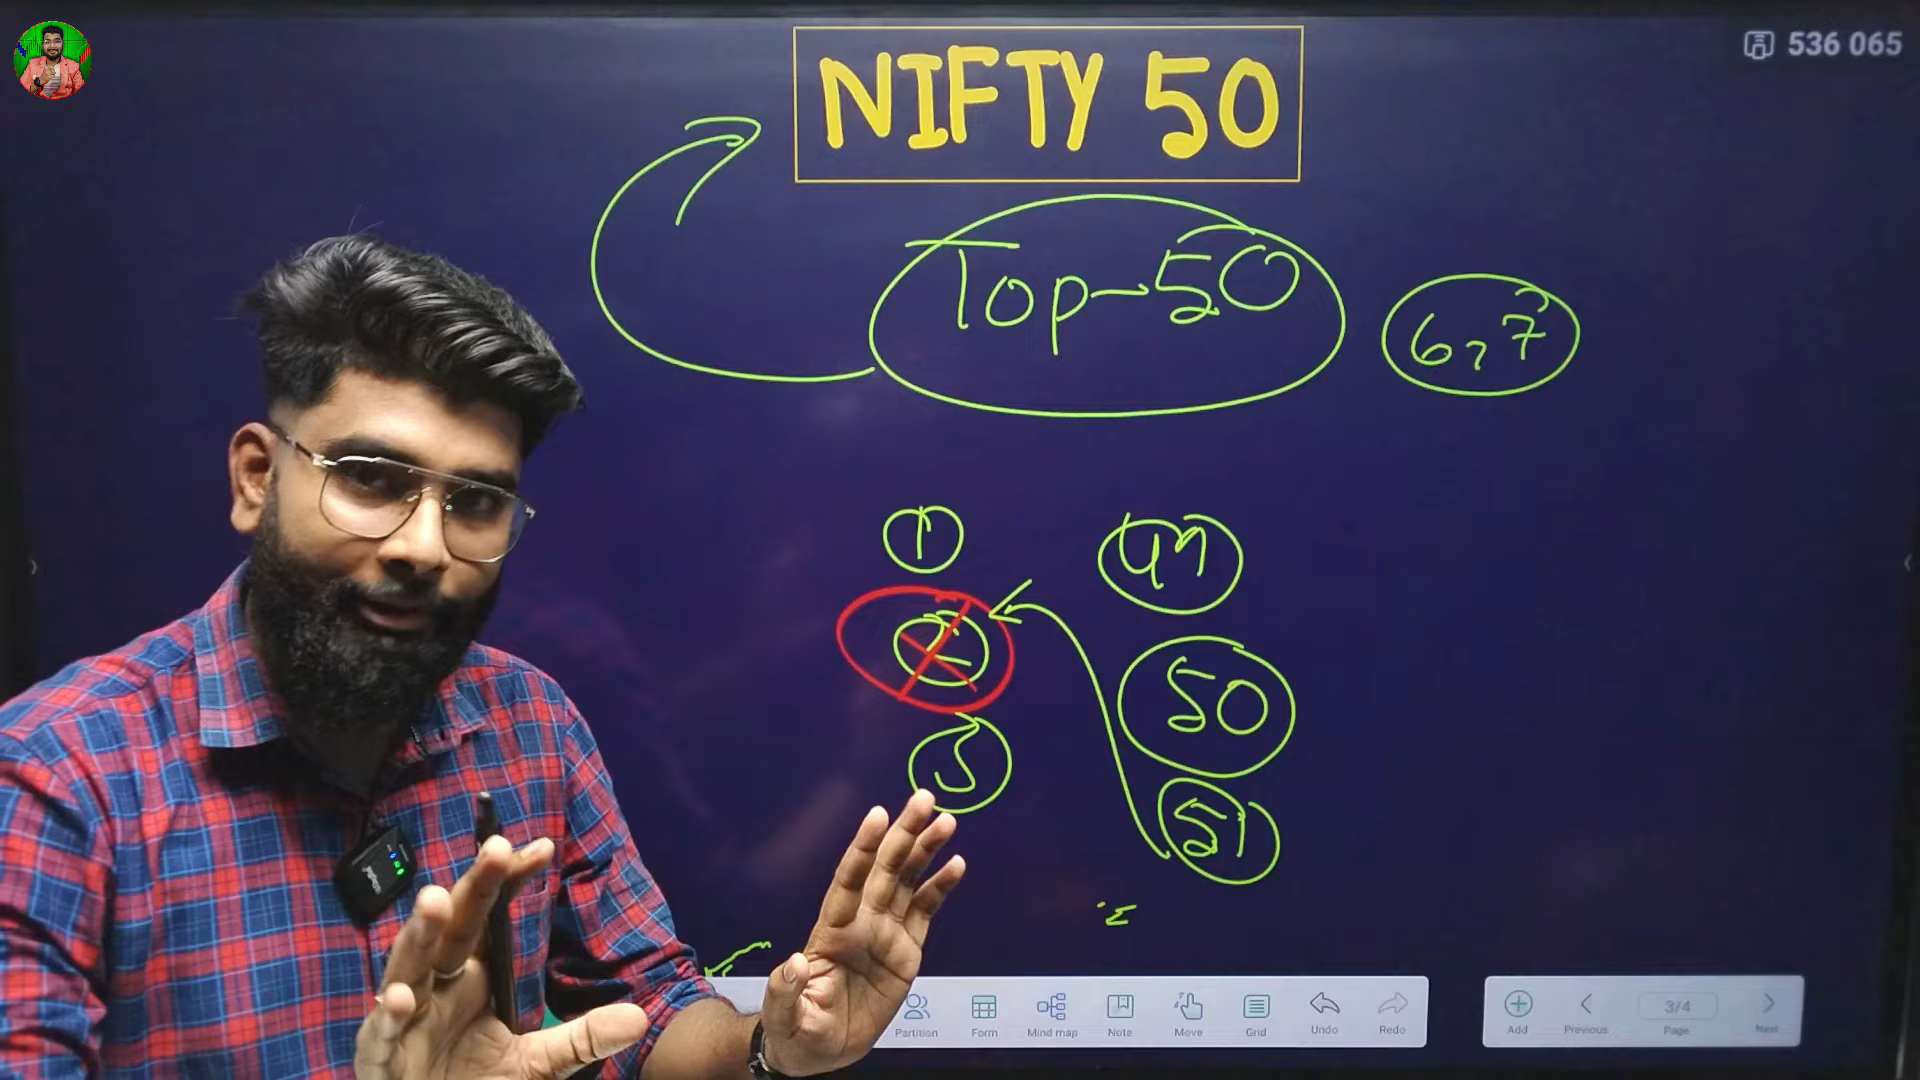 536 065
NIFTY 50
Top-50
6,7
1
49
2
50
3
51
Partition
Form
Mind map
Note
Move
Grid
Undo
Redo
Add
Previous
3/4
Page
Next